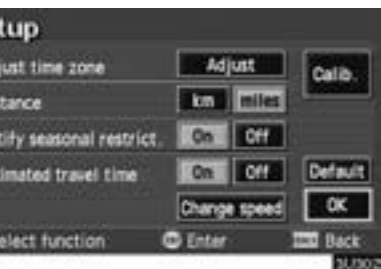 tup
just time zone Adjust Calib.
tance km miles
tify seasonal restrict. On Off
imated travel time On Off Default
Change speed OK
elect function Enter Back